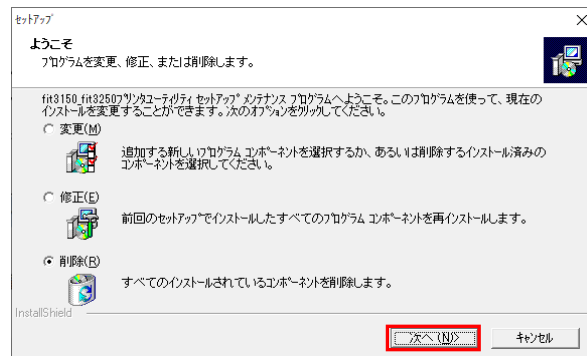 セットアップ
ようこそ
プログラムを変更、修正、または削除します。
fit3150_fit3250プリンタユーティリティ セットアップ メンテナンス プログラムへようこそ。このプログラムを使って、現在の
インストールを変更することができます。次のオプションをクリックしてください。
変更(M)
追加する新しいプログラム コンポーネントを選択するか、あるいは削除するインストール済みの
コンポーネントを選択してください。
修正(E)
前回のセットアップでインストールしたすべてのプログラム コンポーネントを再インストールします。
削除(R)
すべてのインストールされているコンポーネントを削除します。
InstallShield
次へ(N)>
キャンセル